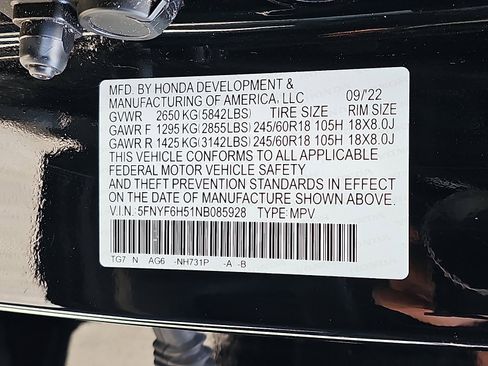 MFD. BY HONDA DEVELOPMENT &
MANUFACTURING OF AMERICA, LLC 09/'22
GVWR 2650 KG(5842LBS) TIRE SIZE RIM SIZE
GAWR F 1295 KG(2855LBS) 245/60R18 105H 18X8.0J
GAWR R 1425 KG(3142LBS) 245/60R18 105H 18X8.0J
THIS VEHICLE CONFORMS TO ALL APPLICABLE
FEDERAL MOTOR VEHICLE SAFETY
AND THEFT PREVENTION STANDARDS IN EFFECT
ON THE DATE OF MANUFACTURE SHOWN ABOVE.
V.I.N.: 5FNYF6H51NB085928 TYPE: MPV
TG7 N AG6 -NH731P -A -B